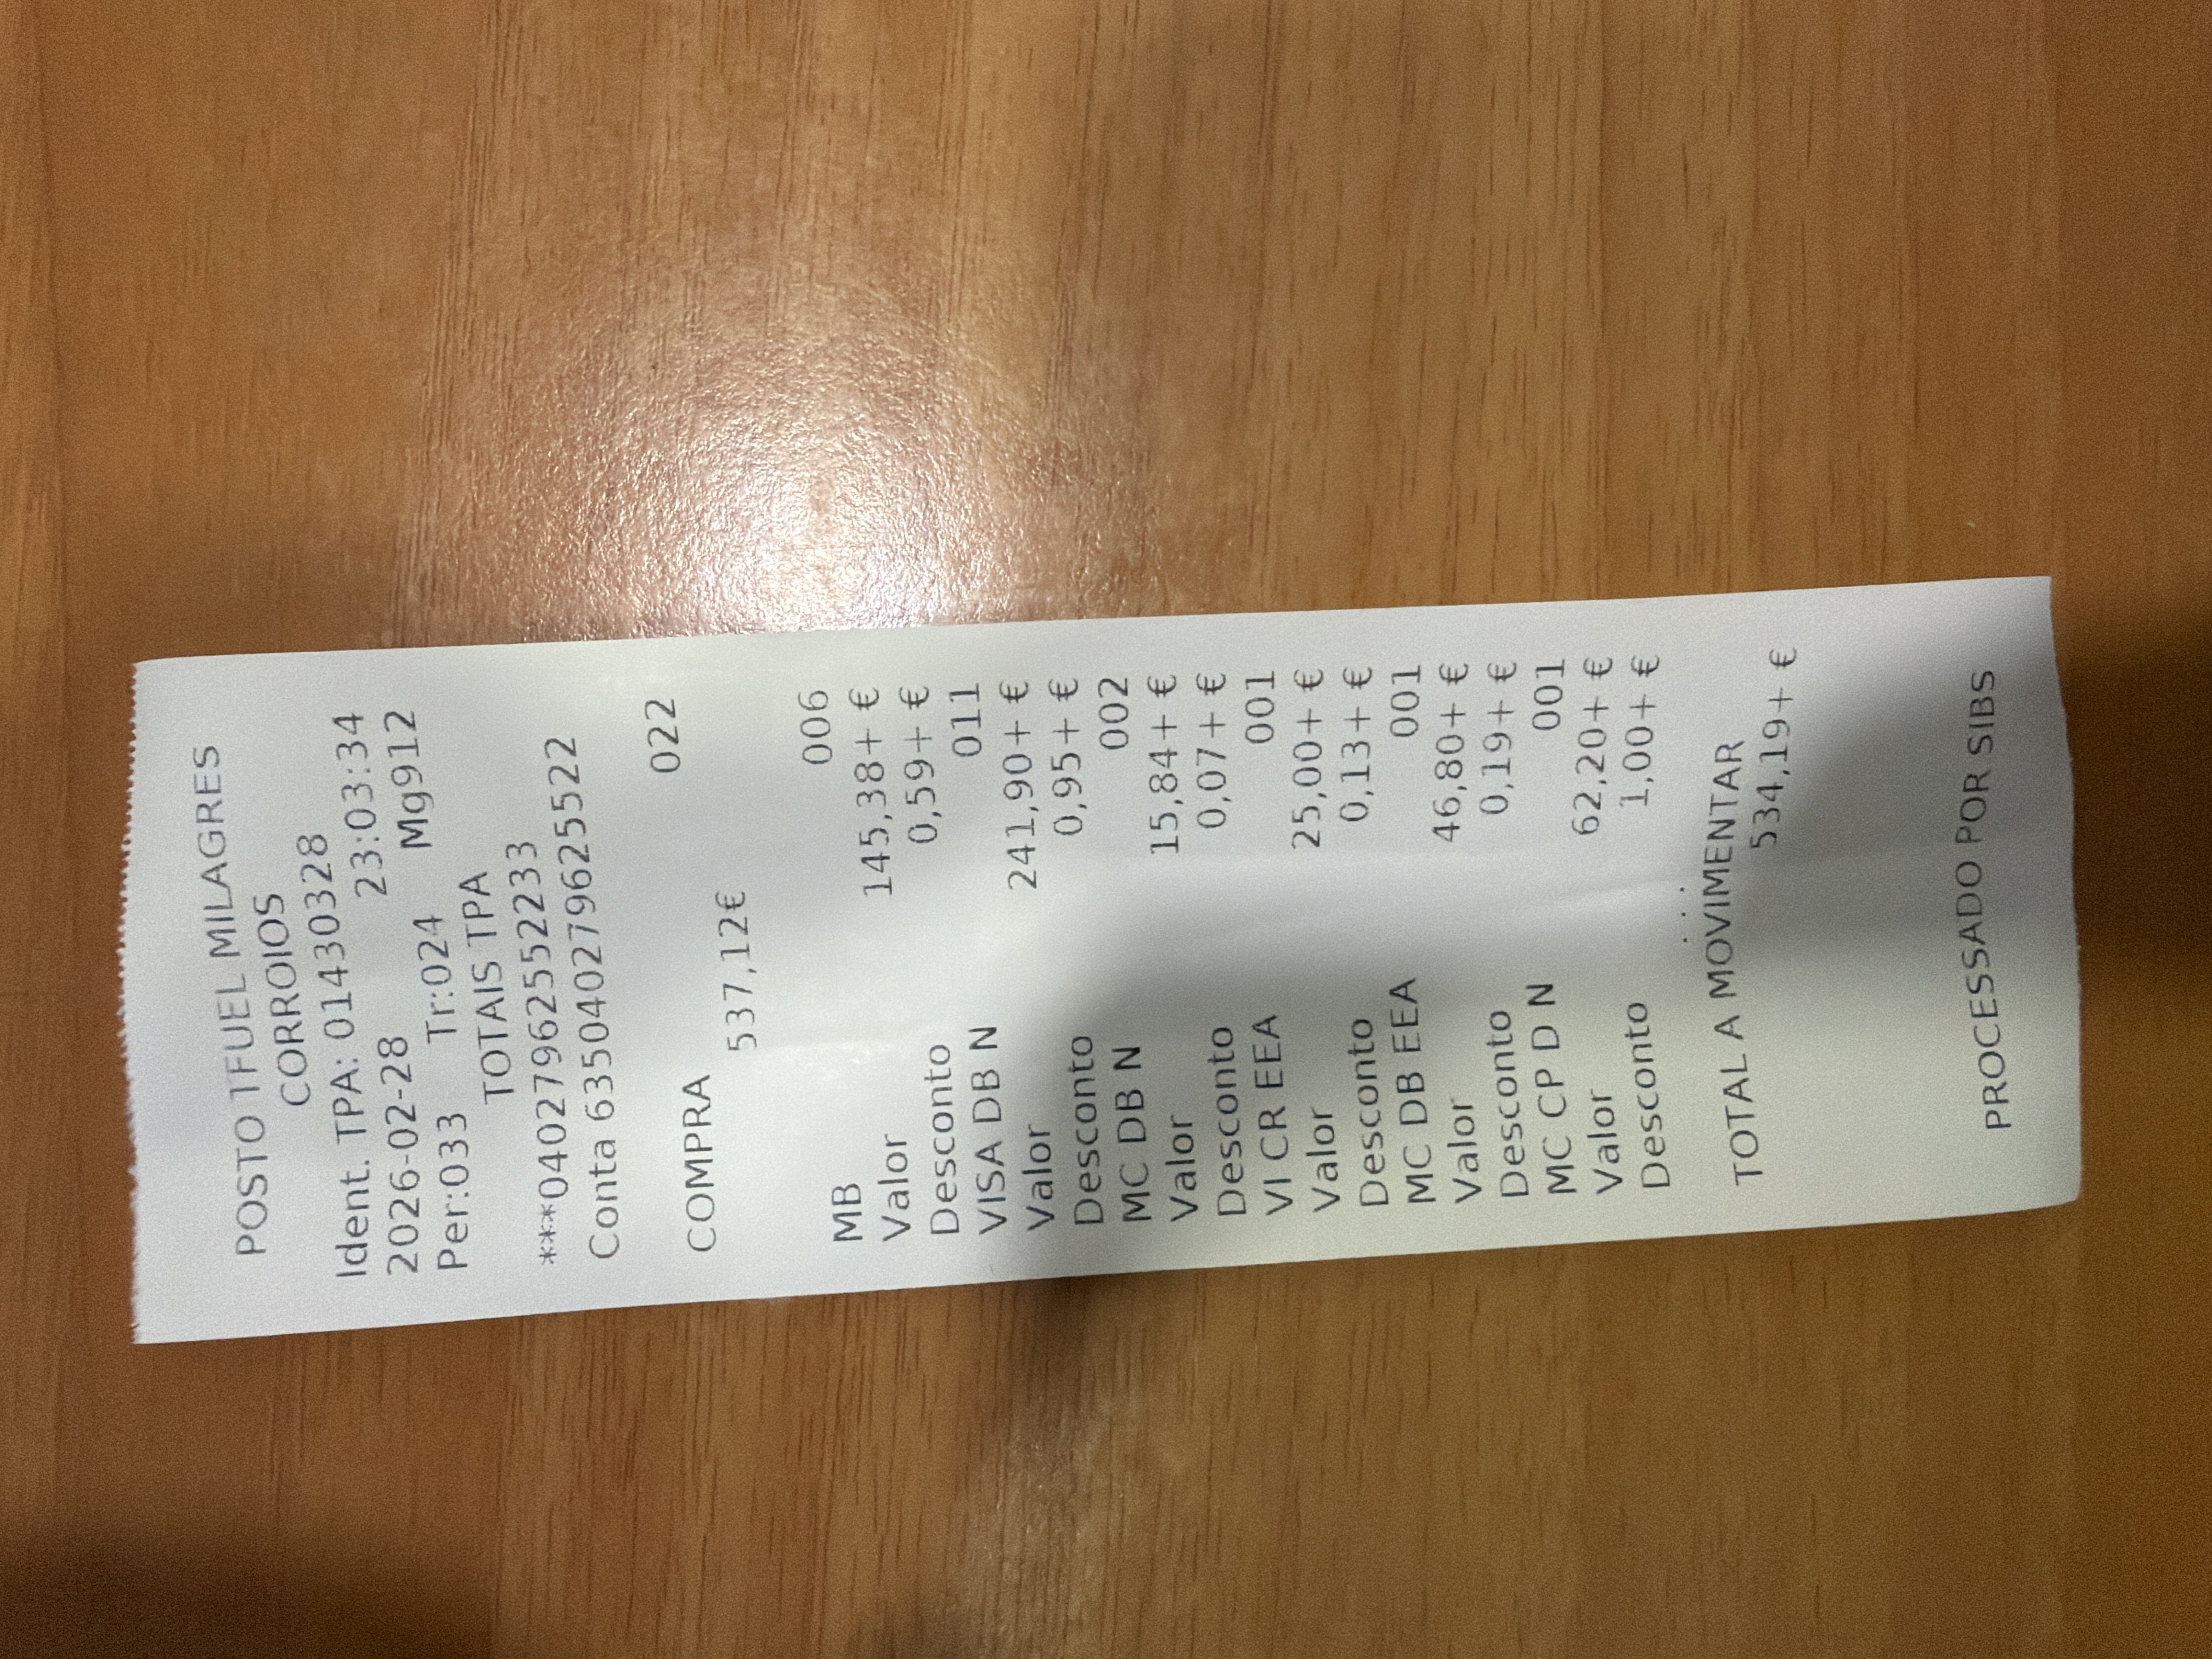 POSTO TFUEL MILAGRES
CORROIOS
Ident. TPA: 01430328
2026-02-28 23:03:34
Per:033 Tr:024 Mg912
TOTAIS TPA
***04027962552233
Conta 6350402796255522
COMPRA 022
537,12€
MB 006
Valor 145,38+ €
Desconto 0,59+ €
VISA DB N 011
Valor 241,90+ €
Desconto 0,95+ €
MC DB N 002
Valor 15,84+ €
Desconto 0,07+ €
VI CR EEA 001
Valor 25,00+ €
Desconto 0,13+ €
MC DB EEA 001
Valor 46,80+ €
Desconto 0,19+ €
MC CP D N 001
Valor 62,20+ €
Desconto 1,00+ €
...
TOTAL A MOVIMENTAR
534,19+ €
PROCESSADO POR SIBS